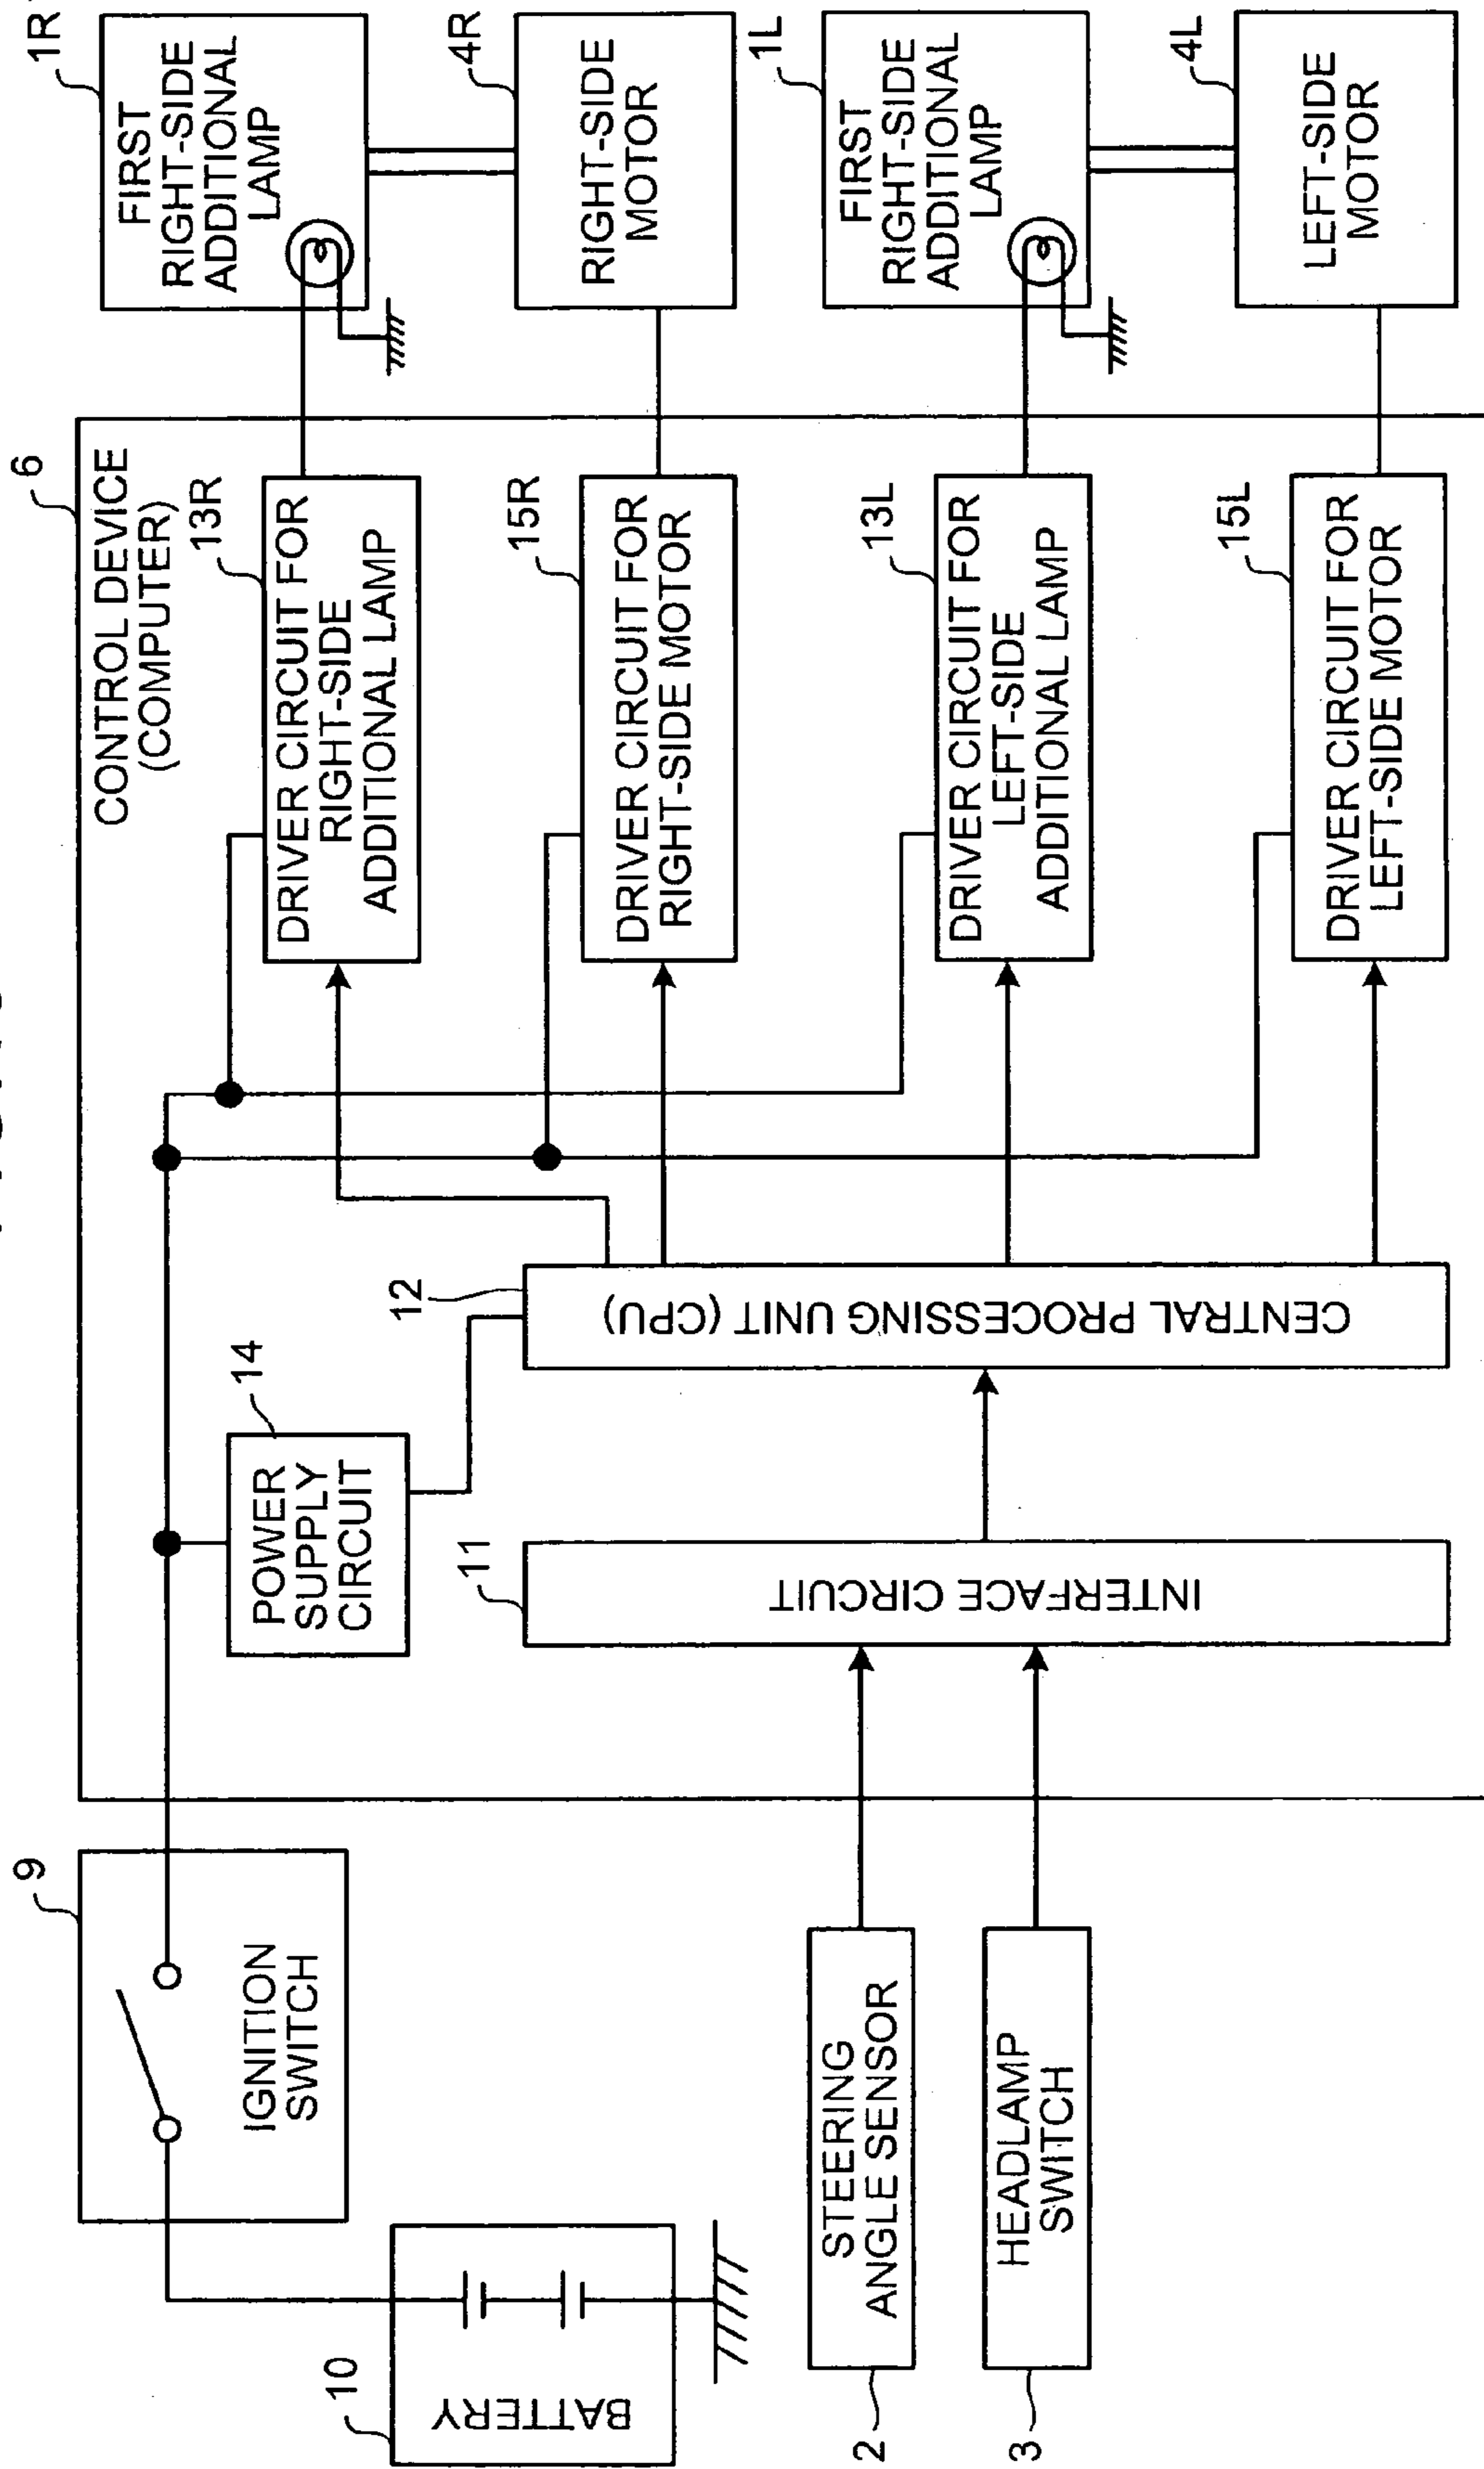 6
CONTROL DEVICE
(COMPUTER)
9
IGNITION
SWITCH
10
BATTERY
14
POWER
SUPPLY
CIRCUIT
11
INTERFACE CIRCUIT
12
CENTRAL PROCESSING UNIT (CPU)
2
STEERING
ANGLE SENSOR
3
HEADLAMP
SWITCH
13R
DRIVER CIRCUIT FOR
RIGHT-SIDE
ADDITIONAL LAMP
15R
DRIVER CIRCUIT FOR
RIGHT-SIDE MOTOR
13L
DRIVER CIRCUIT FOR
LEFT-SIDE
ADDITIONAL LAMP
15L
DRIVER CIRCUIT FOR
LEFT-SIDE MOTOR
1R
FIRST
RIGHT-SIDE
ADDITIONAL
LAMP
4R
RIGHT-SIDE
MOTOR
1L
FIRST
RIGHT-SIDE
ADDITIONAL
LAMP
4L
LEFT-SIDE
MOTOR